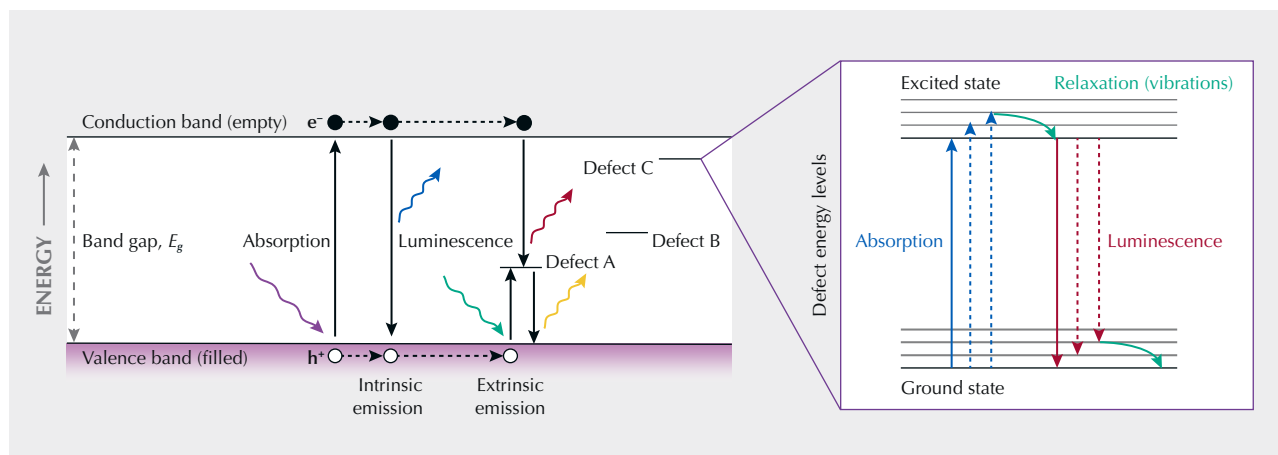 Conduction band (empty)
e⁻
ENERGY
Band gap, Eg
Absorption
Luminescence
Defect C
Defect B
Defect A
Valence band (filled)
h⁺
Intrinsic
emission
Extrinsic
emission
Defect energy levels
Excited state
Relaxation (vibrations)
Absorption
Luminescence
Ground state